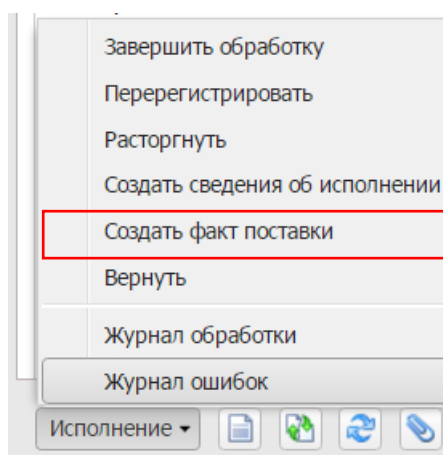 Завершить обработку
Перерегистрировать
Расторгнуть
Создать сведения об исполнении
Создать факт поставки
Вернуть
Журнал обработки
Журнал ошибок
Исполнение